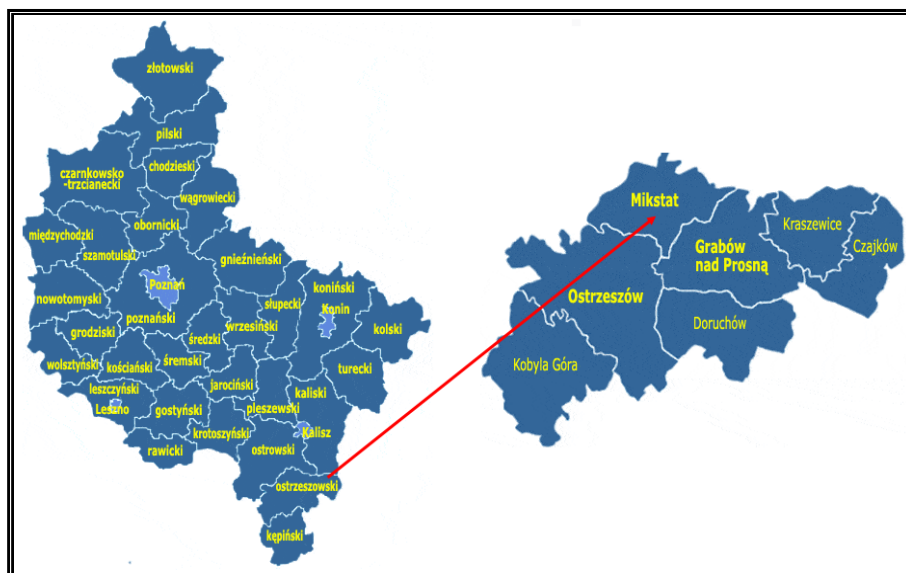 złotowski
pilski
chodzieski
czarnkowsko
-trzcianecki
wągrowiecki
obornicki
międzychodzki
szamotulski
gnieźnieński
Poznań
nowotomyski
poznański
słupecki
koniński
Konin
wrzesiński
kolski
grodziski
średzki
wolsztyński
kościański
śremski
turecki
leszczyński
jarociński
kaliski
Leszno
gostyński
pleszewski
krotoszyński
Kalisz
rawicki
ostrowski
ostrzeszowski
kępiński
Mikstat
Kraszewice
Czajków
Grabów
nad Prosną
Ostrzeszów
Doruchów
Kobyla Góra